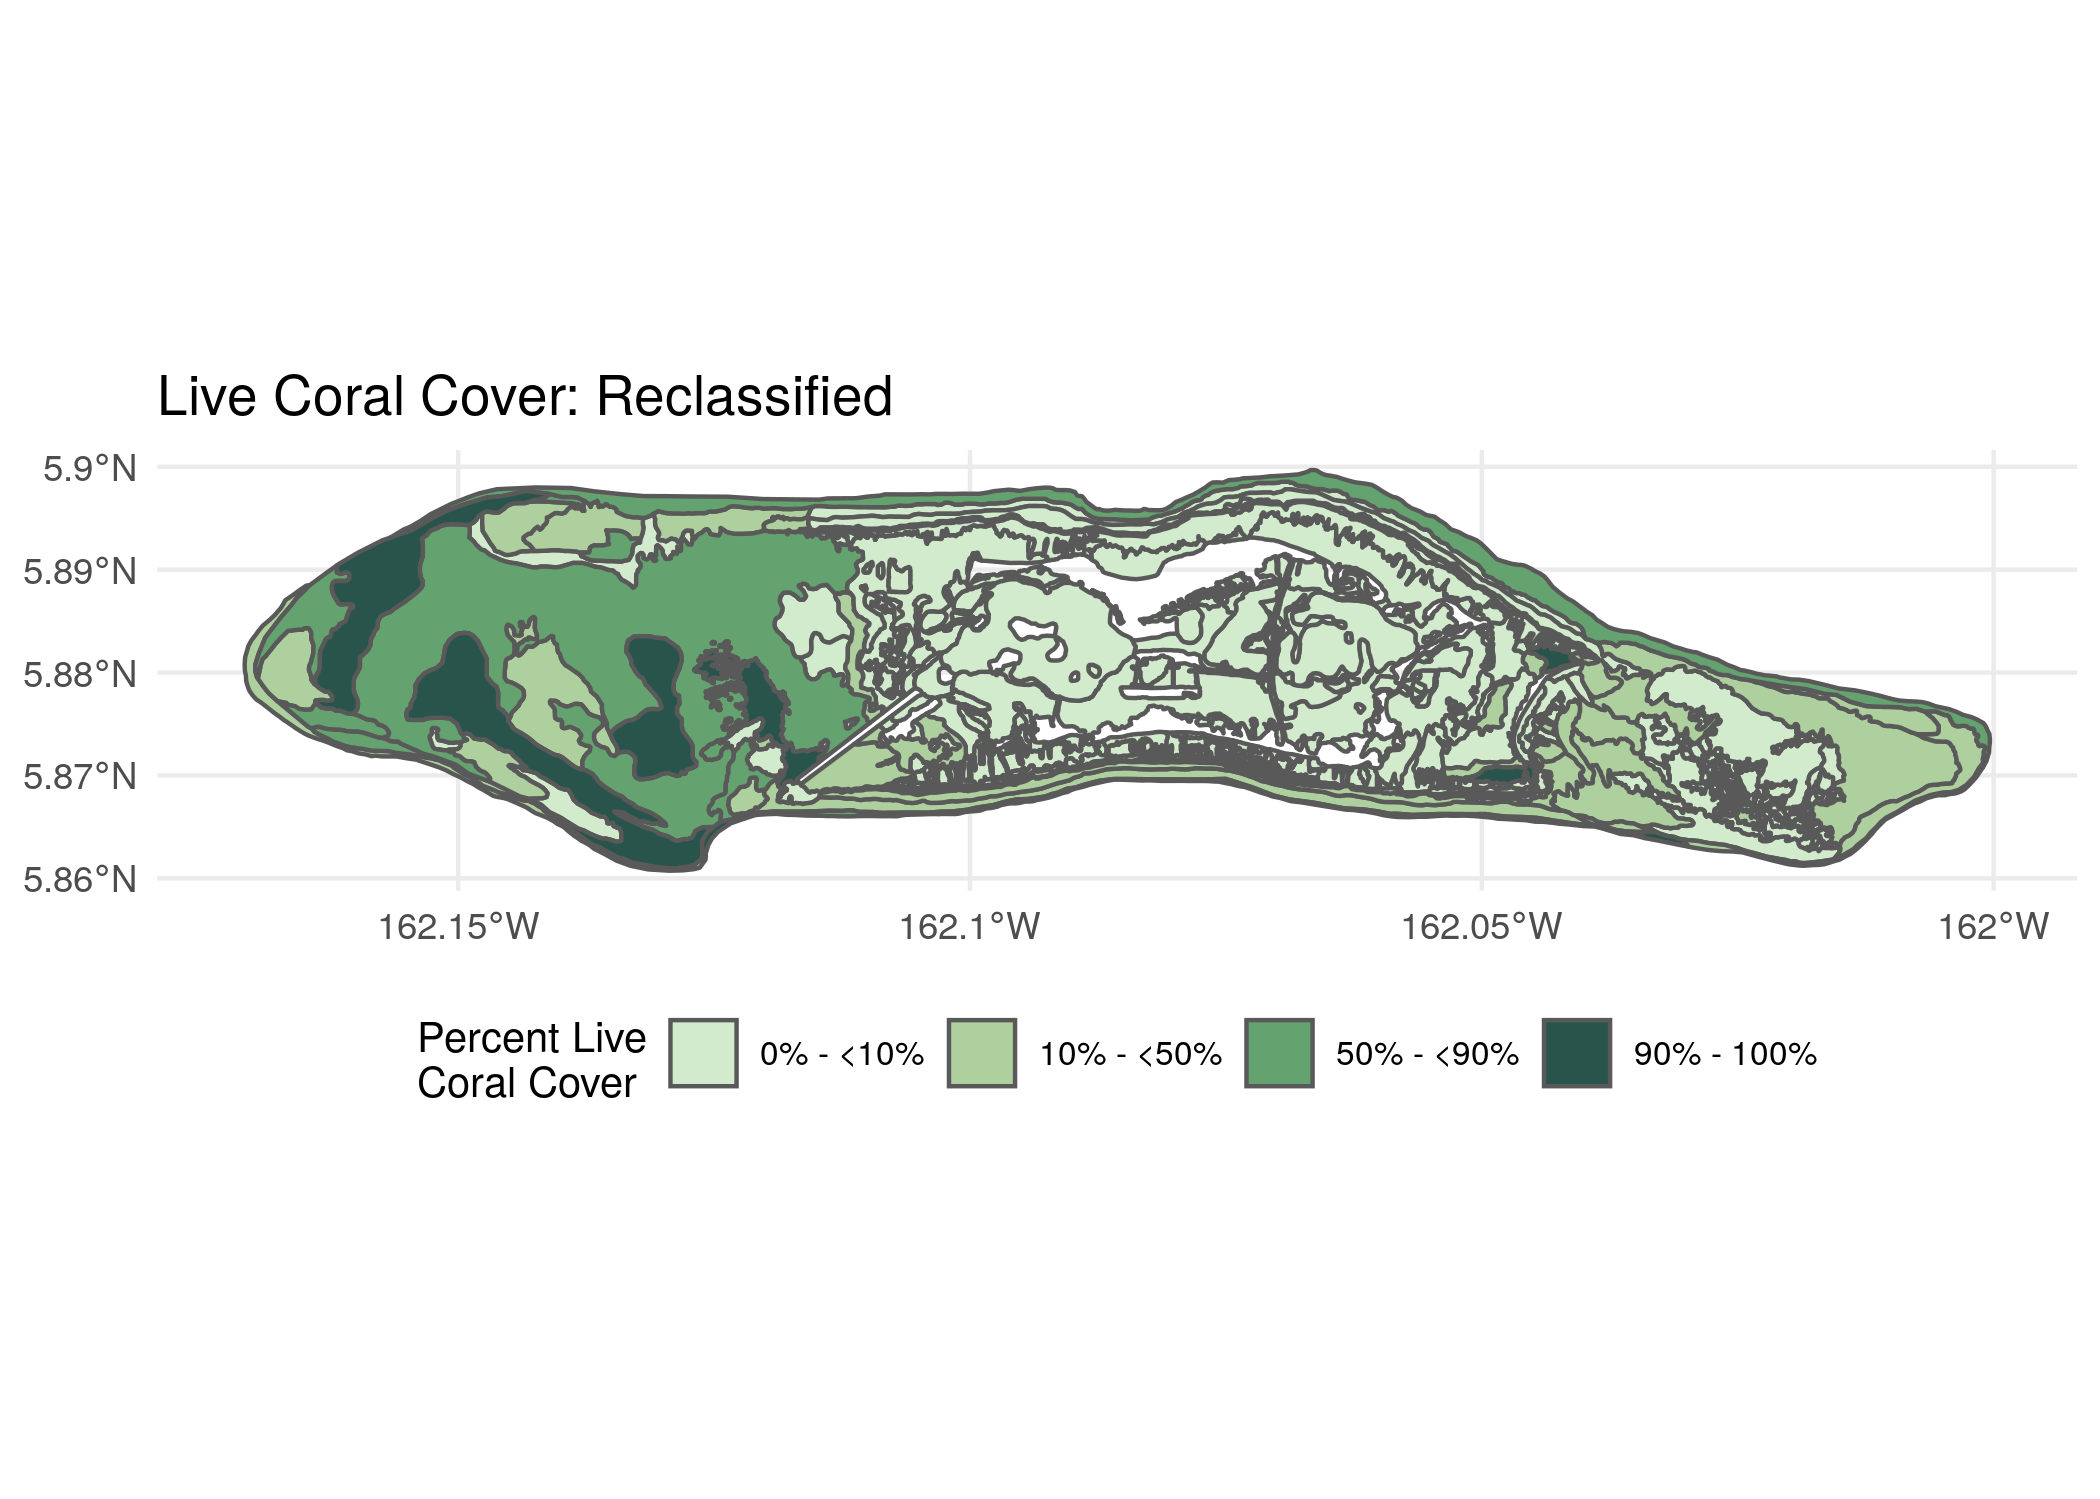 Live Coral Cover: Reclassified
5.9°N
5.89°N
5.88°N
5.87°N
5.86°N
162.15°W
162.1°W
162.05°W
162°W
Percent Live
Coral Cover
0% - <10%
10% - <50%
50% - <90%
90% - 100%